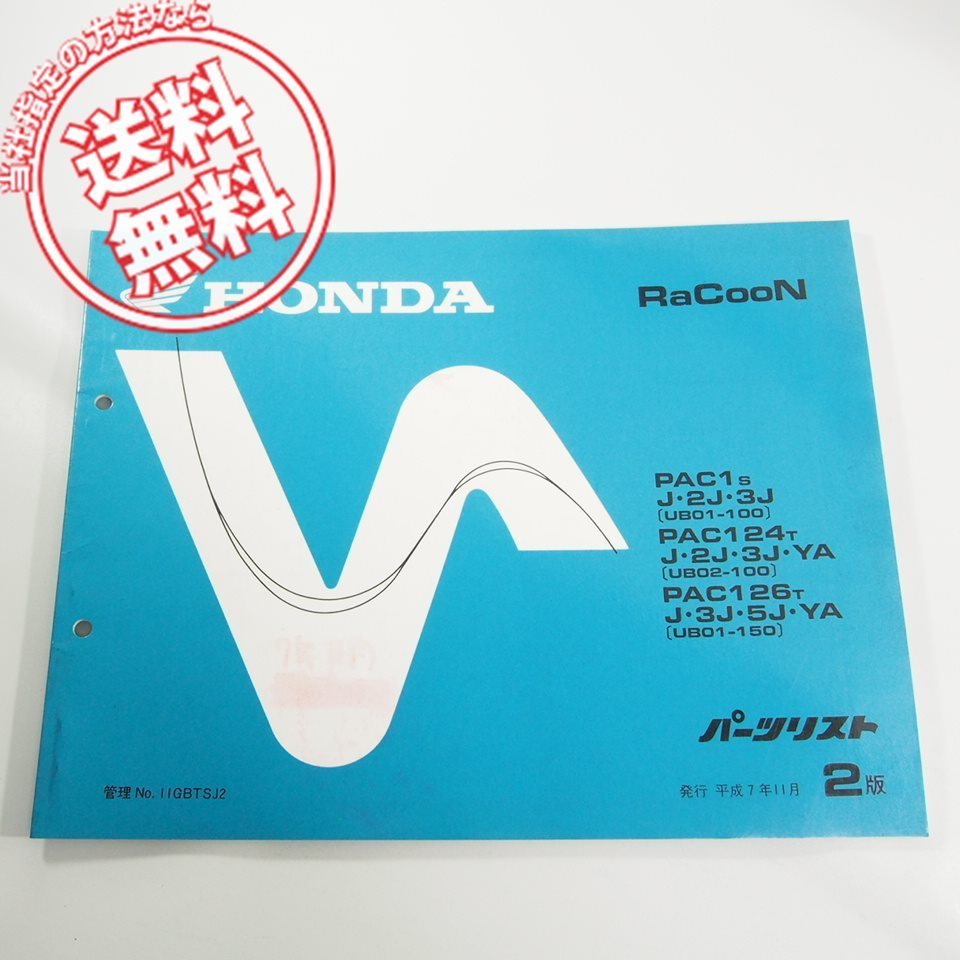 当社指定の方法なら
送料
無料
HONDA
RaCooN
PAC1S
J・2J・3J
(UB01-100)
PAC124T
J・2J・3J・YA
(UB02-100)
PAC126T
J・3J・5J・YA
(UB01-150)
パーツリスト
管理 No. 11GBTSJ2
発行 平成7年11月 2版